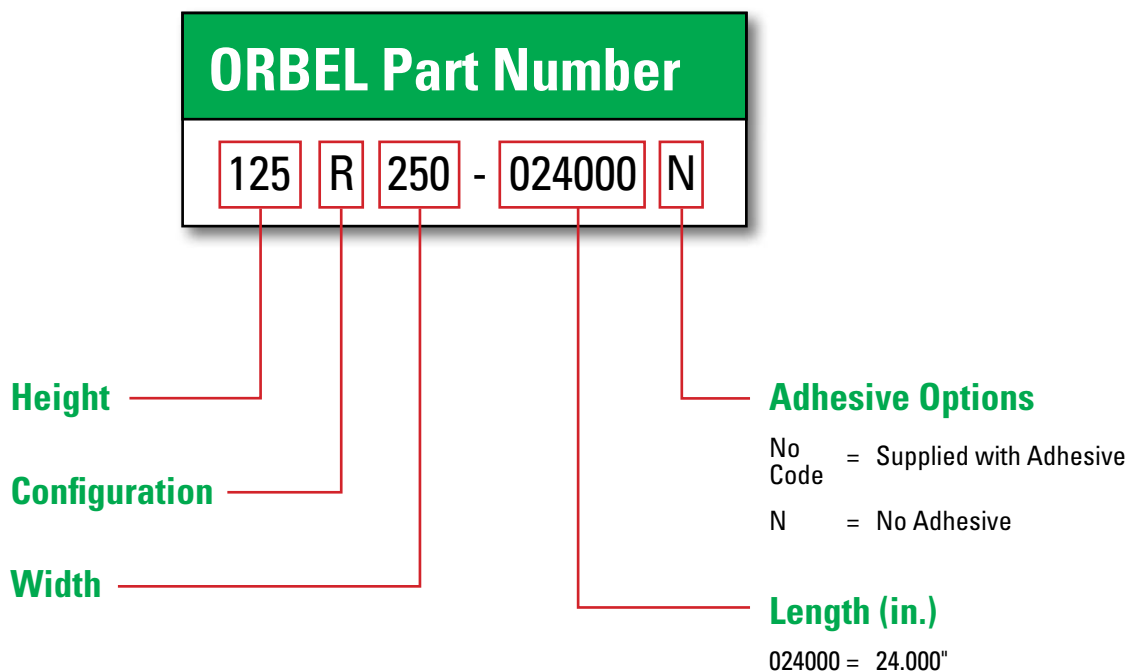 ORBEL Part Number
125 R 250 - 024000 N
Height
Configuration
Width
Adhesive Options
No Code = Supplied with Adhesive
N = No Adhesive
Length (in.)
024000 = 24.000"